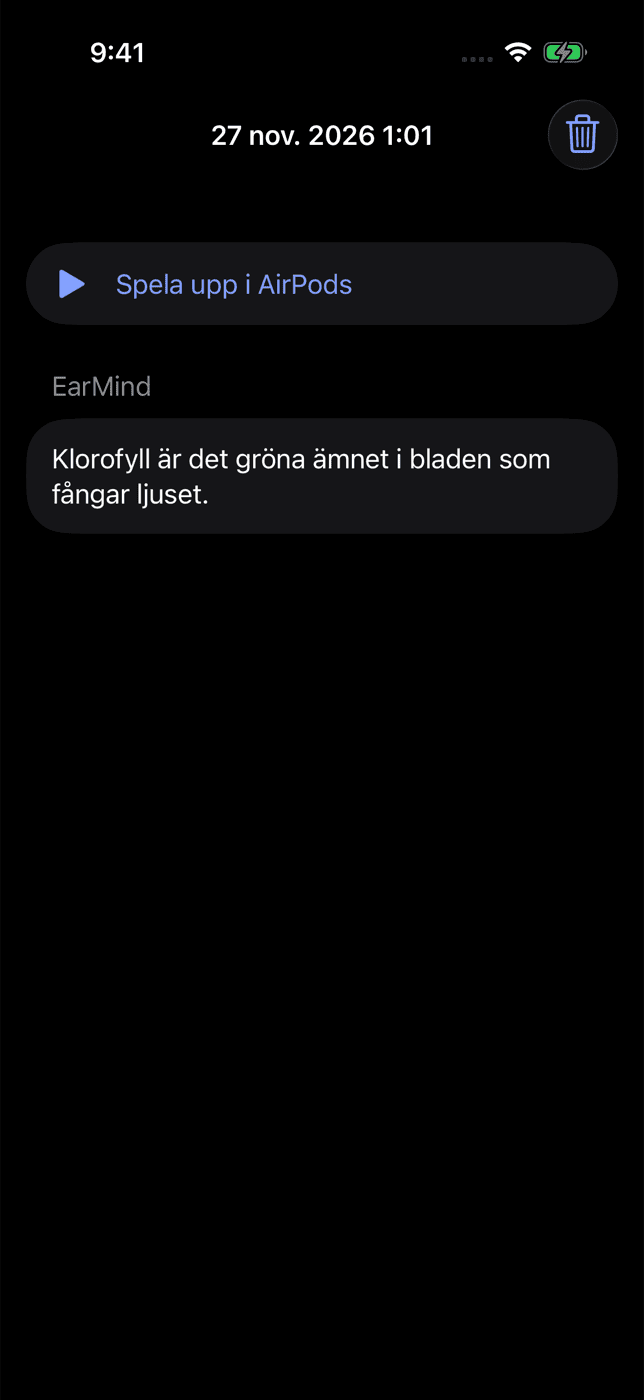 9:41
27 nov. 2026 1:01
Spela upp i AirPods
EarMind
Klorofyll är det gröna ämnet i bladen som
fångar ljuset.